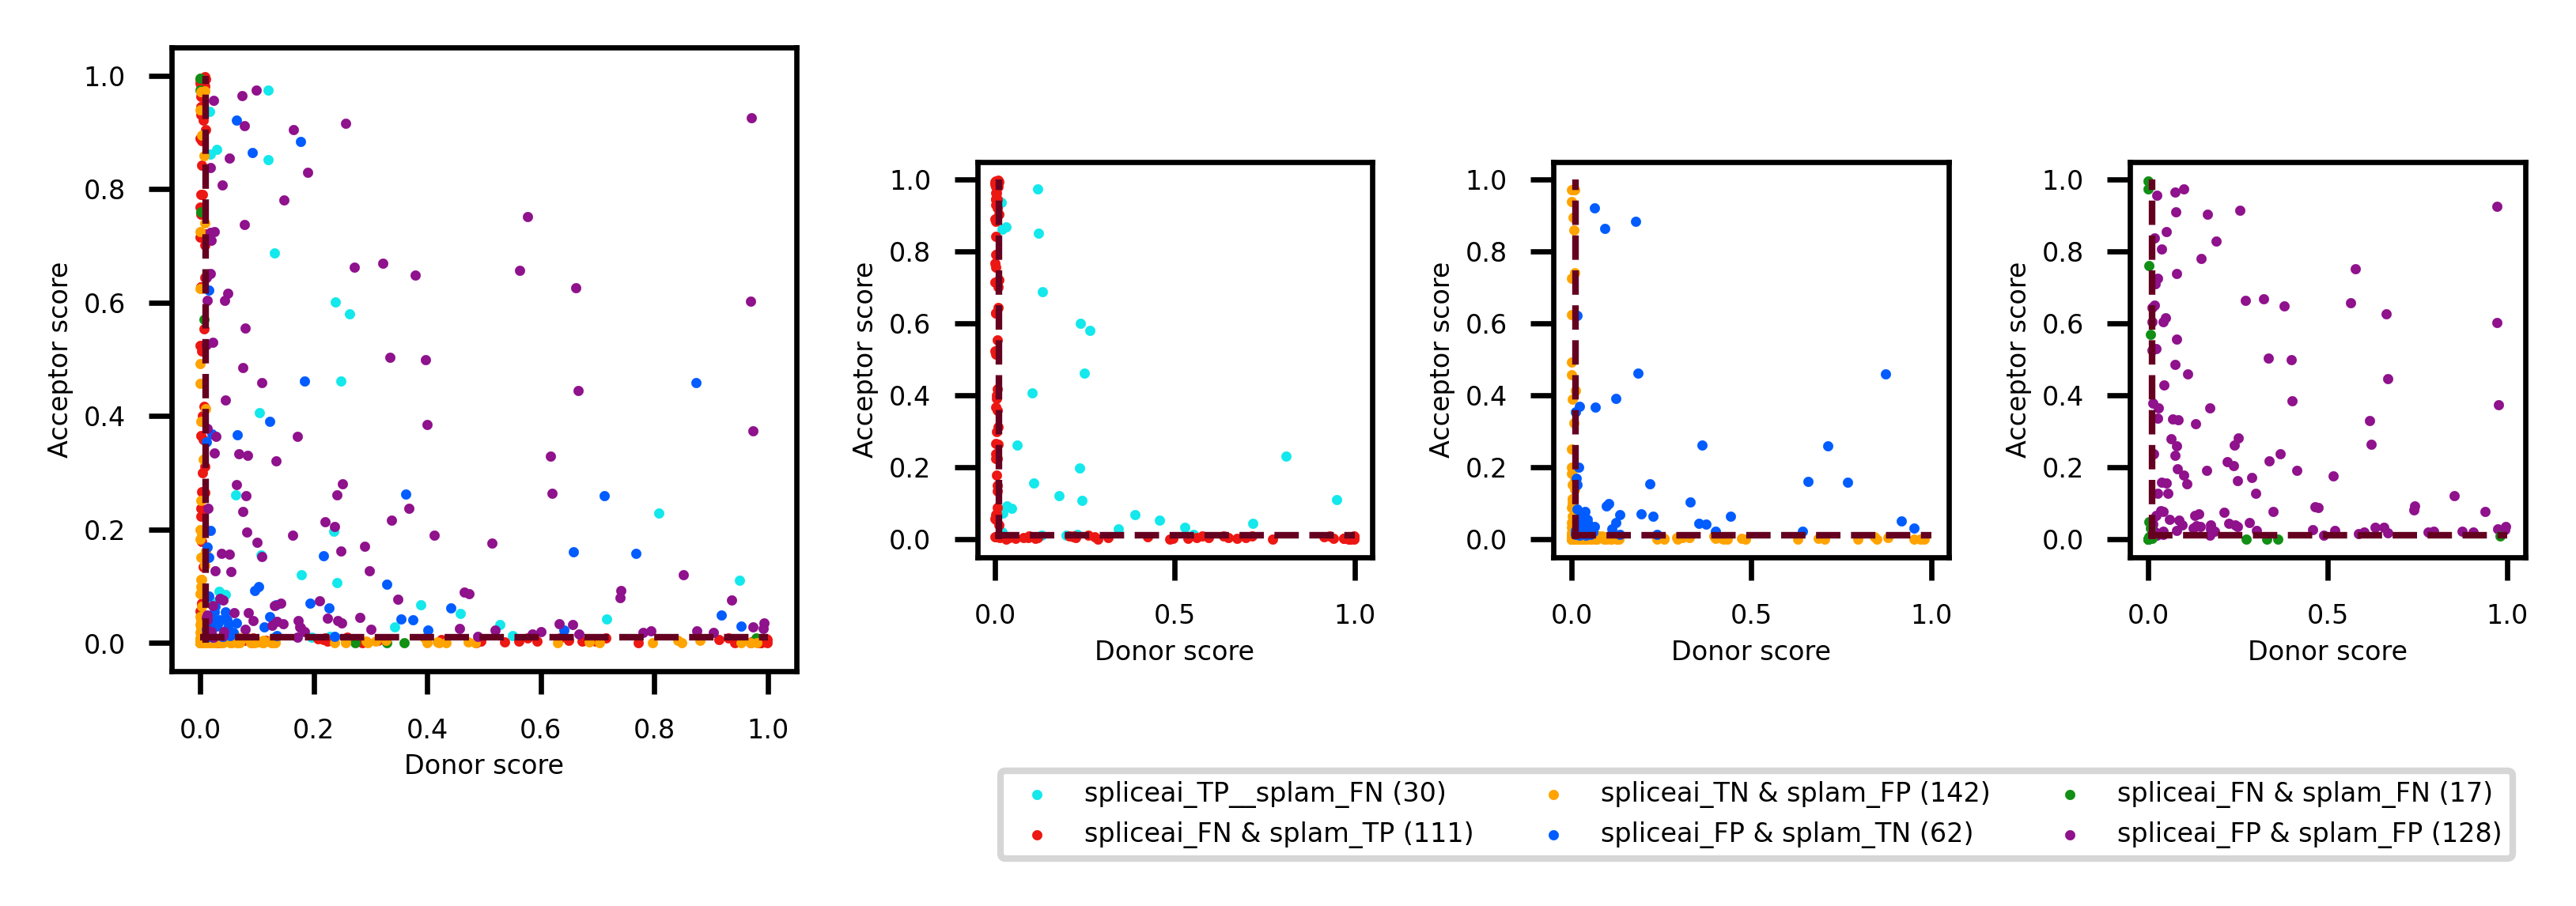 1.0
0.8
0.6
0.4
0.2
0.0
Acceptor score
0.0 0.2 0.4 0.6 0.8 1.0
Donor score
1.0
0.8
0.6
0.4
0.2
0.0
Acceptor score
0.0 0.5 1.0
Donor score
1.0
0.8
0.6
0.4
0.2
0.0
Acceptor score
0.0 0.5 1.0
Donor score
1.0
0.8
0.6
0.4
0.2
0.0
Acceptor score
0.0 0.5 1.0
Donor score
spliceai_TP__splam_FN (30)
spliceai_FN & splam_TP (111)
spliceai_TN & splam_FP (142)
spliceai_FP & splam_TN (62)
spliceai_FN & splam_FN (17)
spliceai_FP & splam_FP (128)